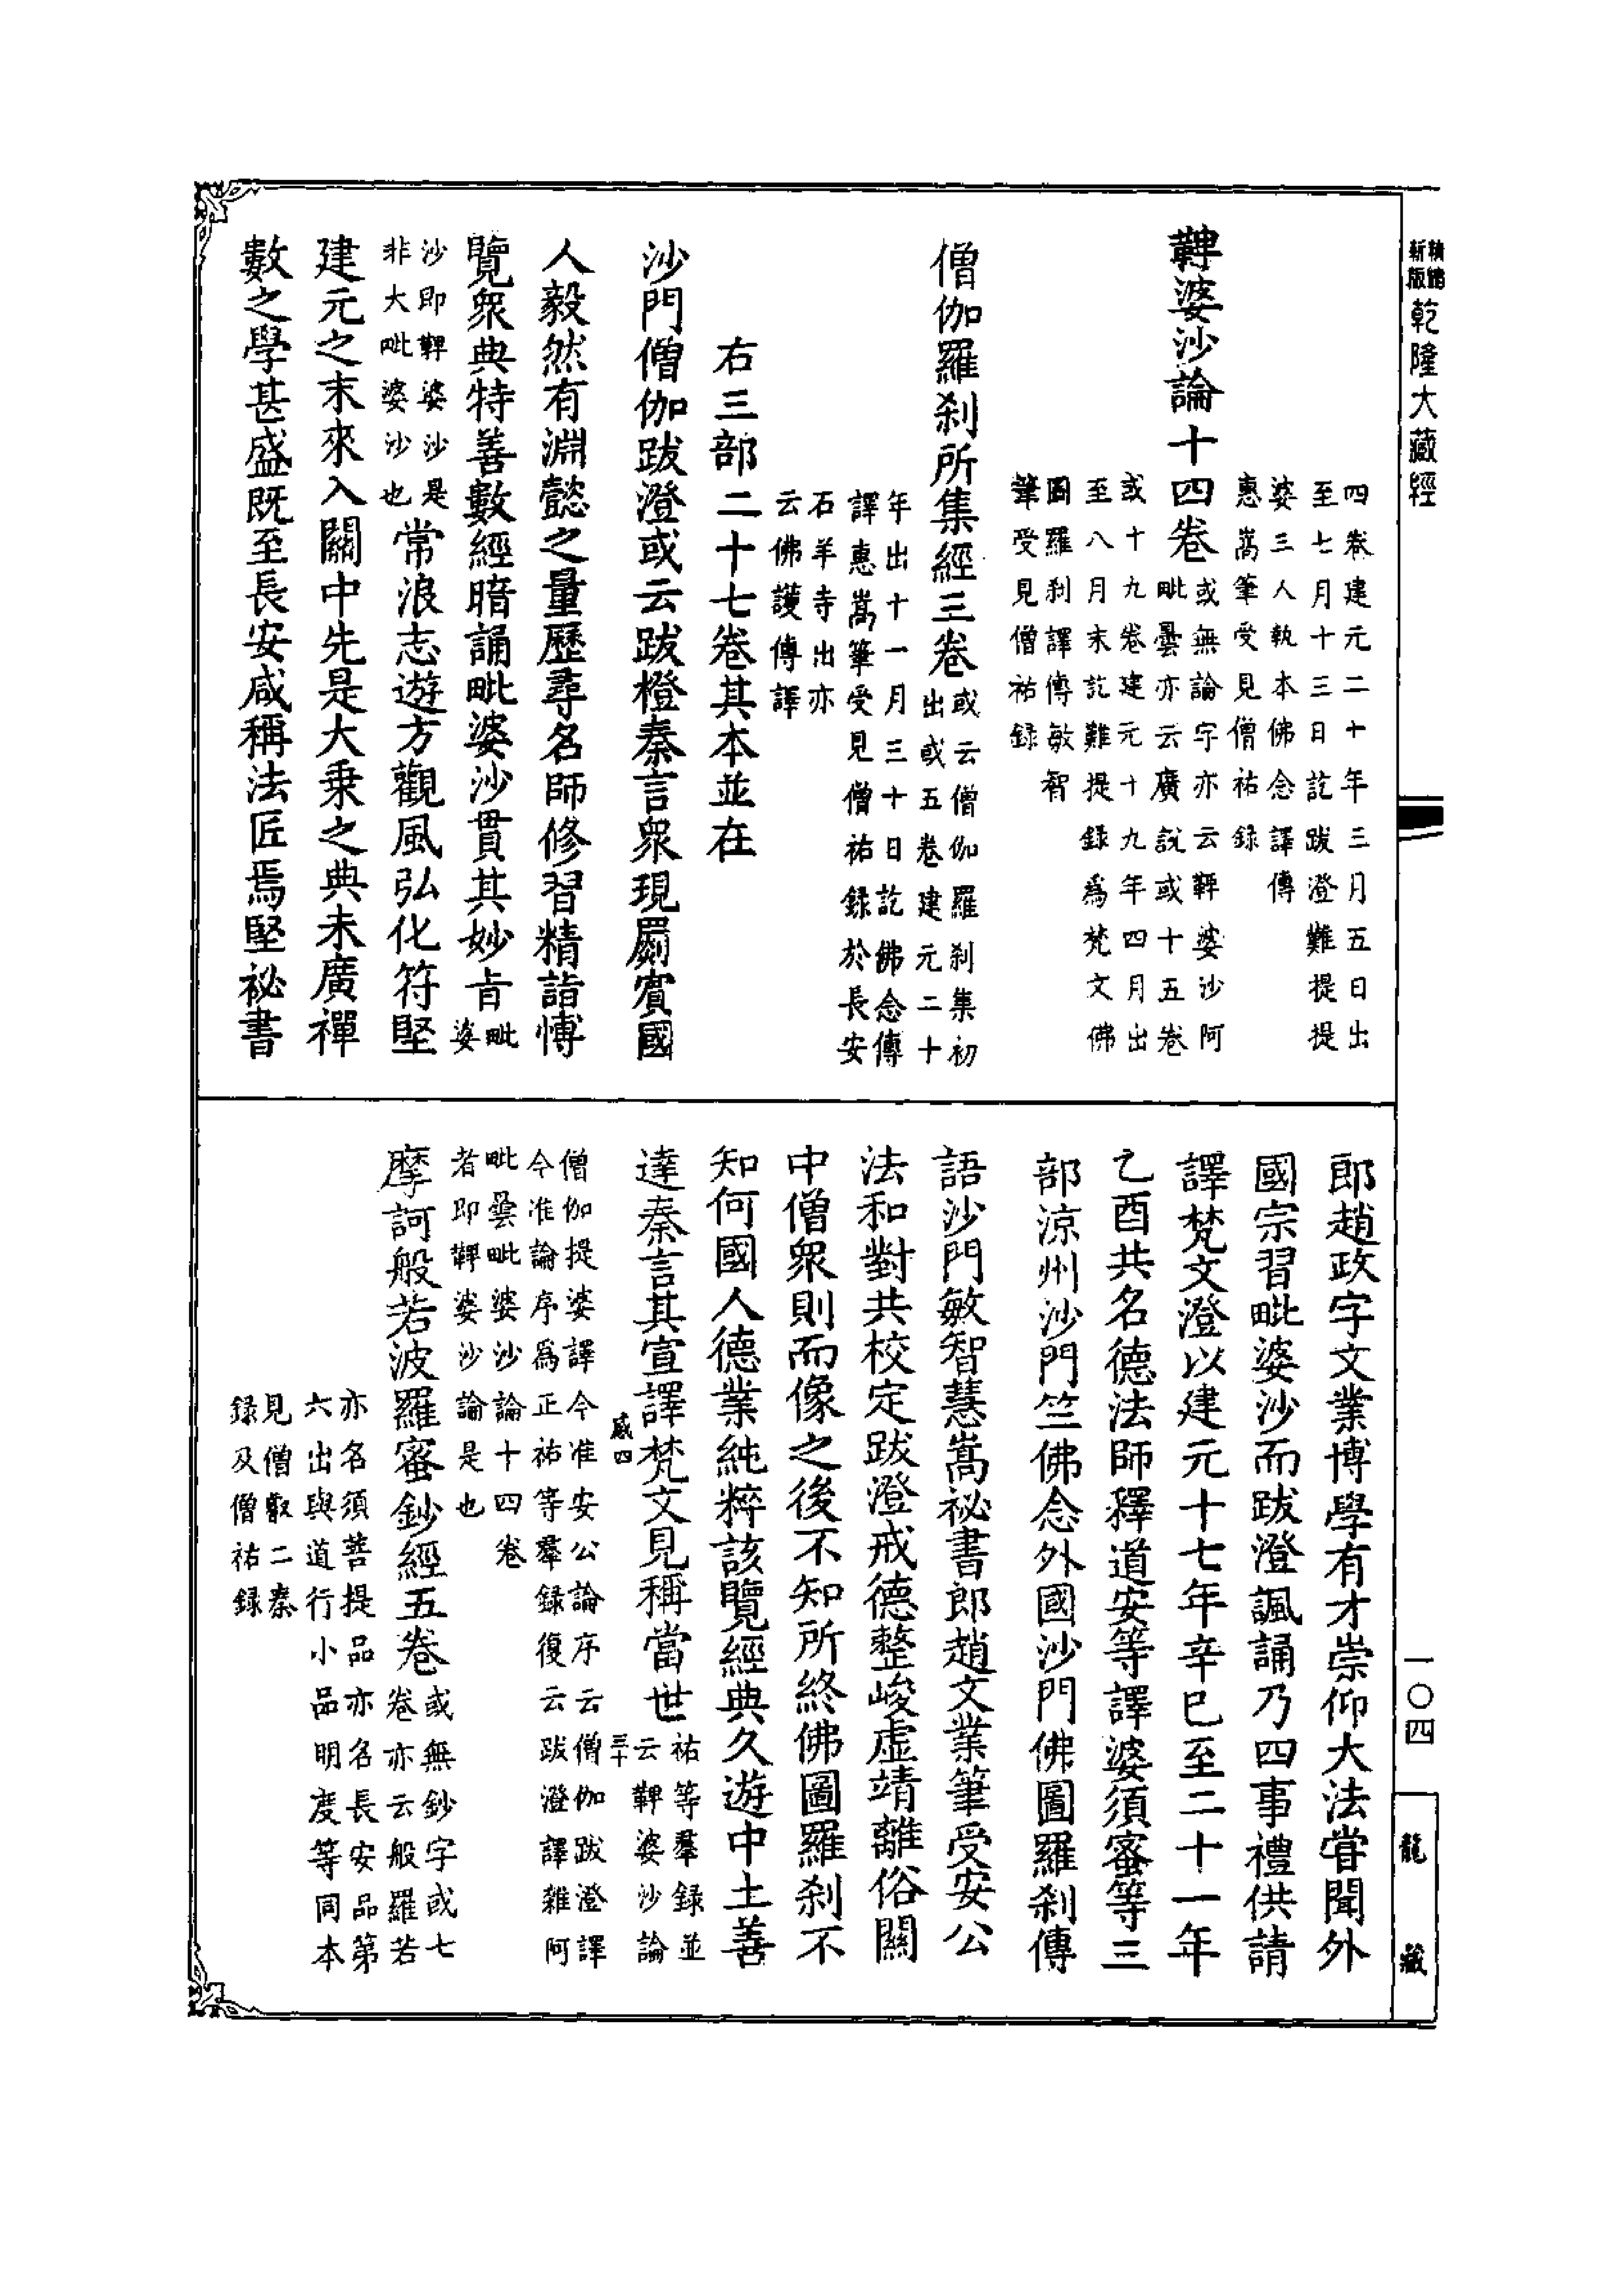 新版
精縮
乾隆大藏經
四卷建元二十年三月五日出
至七月十三日訖跋澄難提提
婆三人執本佛念譯傳
惠嵩筆受見僧祐録
鞞婆沙論十四卷
或無論字亦云鞞婆沙阿
毗曇亦云廣説或十五卷
或十九卷建元十九年四月出
至八月末訖難提録爲梵文佛
圖羅刹譯傳敏智
筆受見僧祐録
僧伽羅刹所集經三卷
或云僧伽羅刹集初
出或五卷建元二十
年出十一月三十日訖佛念傳
譯惠嵩筆受見僧祐録於長安
石羊寺出亦
云佛護傳譯
右三部二十七卷其本並在
沙門僧伽跋澄或云跋橙秦言衆現罽賓國
人毅然有淵懿之量歷尋名師修習精詣愽
覽衆典特善數經暗誦毗婆沙貫其妙㫖
毗
婆
沙即鞞婆沙是
非大毗婆沙也
常浪志遊方觀風弘化符堅
建元之末來入關中先是大乗之典未廣禪
數之學甚盛既至長安咸稱法匠焉堅祕書
郎趙政字文業博學有才崇仰大法甞聞外
國宗習毗婆沙而跋澄諷誦乃四事禮供請
譯梵文澄以建元十七年辛巳至二十一年
乙酉共名德法師釋道安等譯婆須蜜等三
部涼州沙門竺佛念外國沙門佛圖羅刹傳
語沙門敏智慧嵩祕書郎趙文業筆受安公
法和對共校定跋澄戒德整峻虚靖離俗關
中僧衆則而像之後不知所終佛圖羅刹不
知何國人德業純粹該覽經典久遊中土善
達秦言其宣譯梵文見稱當世
祐等羣録並
云鞞婆沙論
咸四
三十
僧伽提婆譯今准安公論序云僧伽跋澄譯
今准論序爲正祐等羣録復云跋澄譯雜阿
毗曇毗婆沙論十四卷
者即鞞婆沙論是也
摩訶般若波羅蜜鈔經五卷
或無鈔字或七
卷亦云般羅若
亦名須菩提品亦名長安品第
六出與道行小品明度等同本
見僧叡二秦
録及僧祐録
一〇四
龍藏